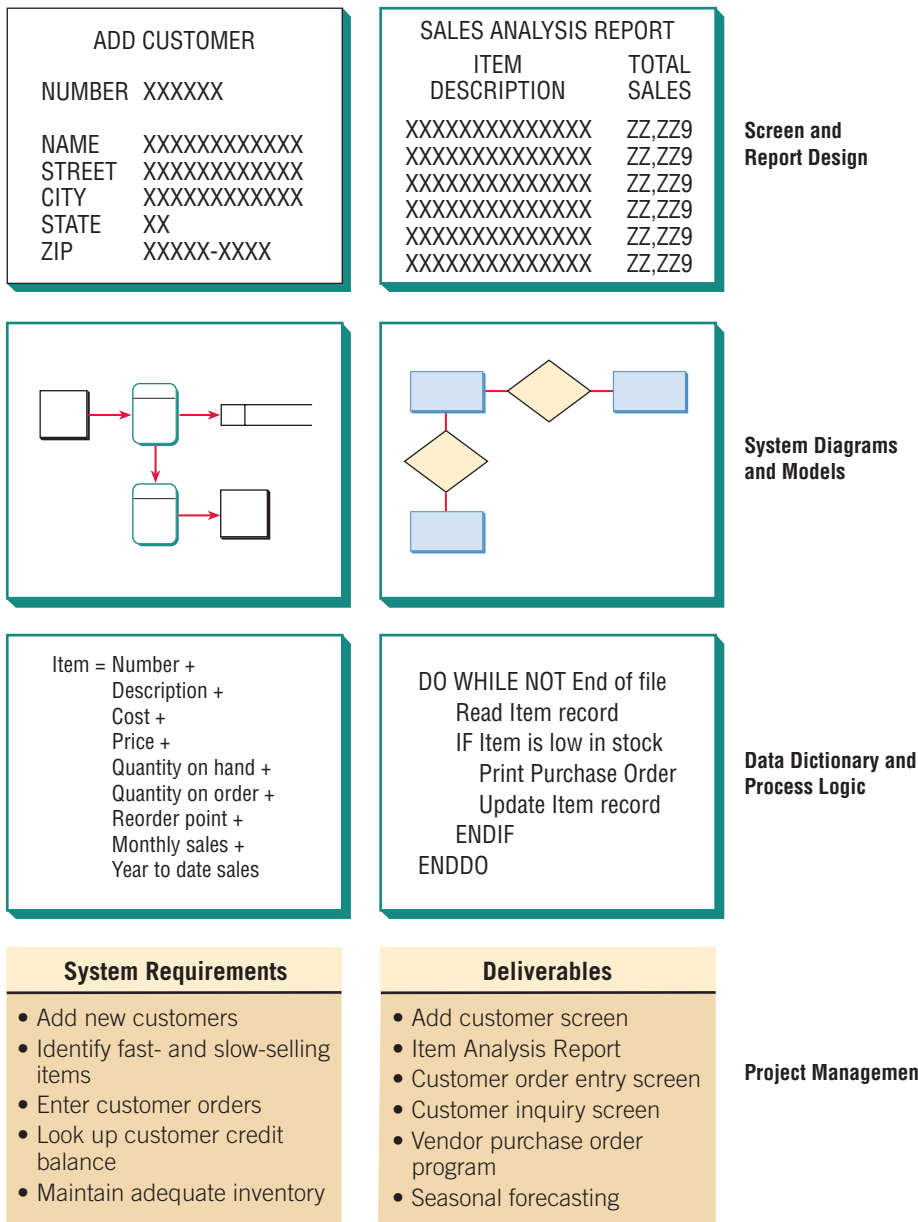 ADD CUSTOMER
NUMBER XXXXXX
NAME XXXXXXXXXXXX
STREET XXXXXXXXXXXX
CITY XXXXXXXXXXXX
STATE XX
ZIP XXXXX-XXXX
SALES ANALYSIS REPORT
ITEM TOTAL
DESCRIPTION SALES
XXXXXXXXXXXXXX ZZ,ZZ9
XXXXXXXXXXXXXX ZZ,ZZ9
XXXXXXXXXXXXXX ZZ,ZZ9
XXXXXXXXXXXXXX ZZ,ZZ9
XXXXXXXXXXXXXX ZZ,ZZ9
XXXXXXXXXXXXXX ZZ,ZZ9
Screen and
Report Design
System Diagrams
and Models
Item = Number +
Description +
Cost +
Price +
Quantity on hand +
Quantity on order +
Reorder point +
Monthly sales +
Year to date sales
DO WHILE NOT End of file
Read Item record
IF Item is low in stock
Print Purchase Order
Update Item record
ENDIF
ENDDO
Data Dictionary and
Process Logic
System Requirements
• Add new customers
• Identify fast- and slow-selling
items
• Enter customer orders
• Look up customer credit
balance
• Maintain adequate inventory
Deliverables
• Add customer screen
• Item Analysis Report
• Customer order entry screen
• Customer inquiry screen
• Vendor purchase order
program
• Seasonal forecasting
Project Managemen